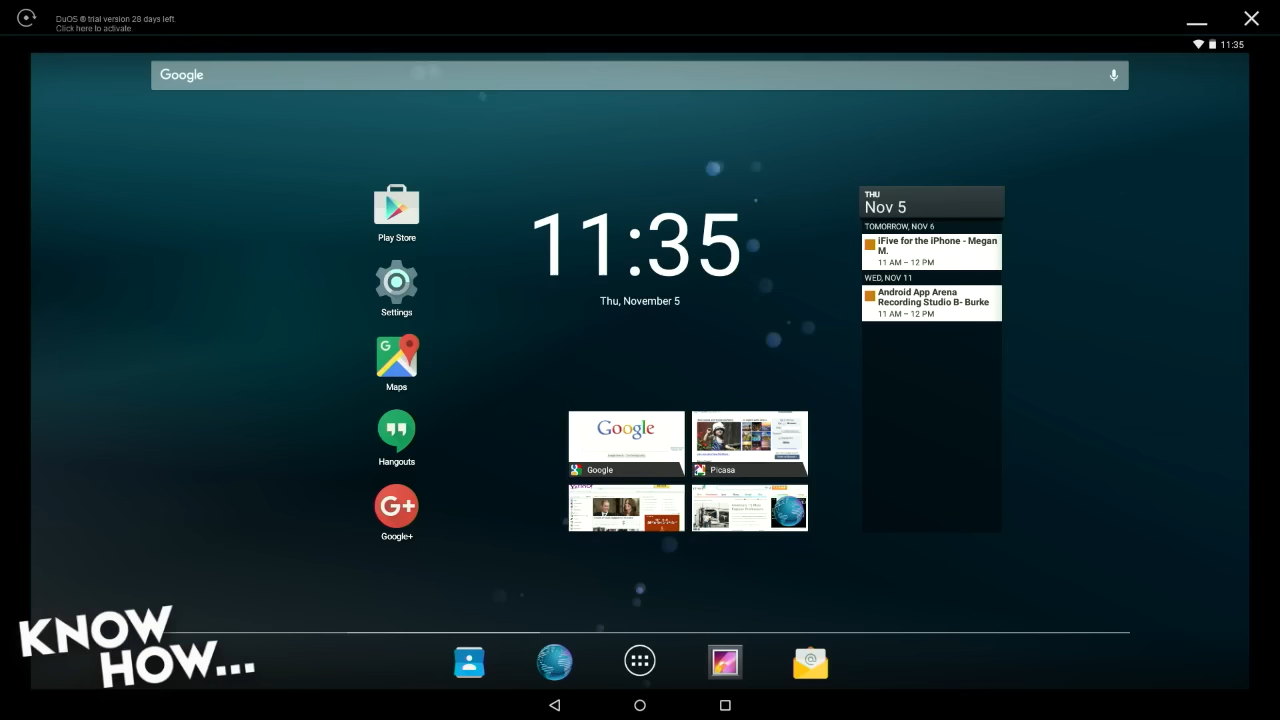 DuOS ® trial version 28 days left.
Click here to activate
11:35
Google
Play Store
Settings
Maps
Hangouts
G+
Google+
11:35
Thu, November 5
THU
Nov 5
TOMORROW, NOV 6
iFive for the iPhone - Megan
M.
11 AM – 12 PM
WED, NOV 11
Android App Arena
Recording Studio B- Burke
11 AM – 12 PM
Google
Google
Picasa
KNOW
HOW...